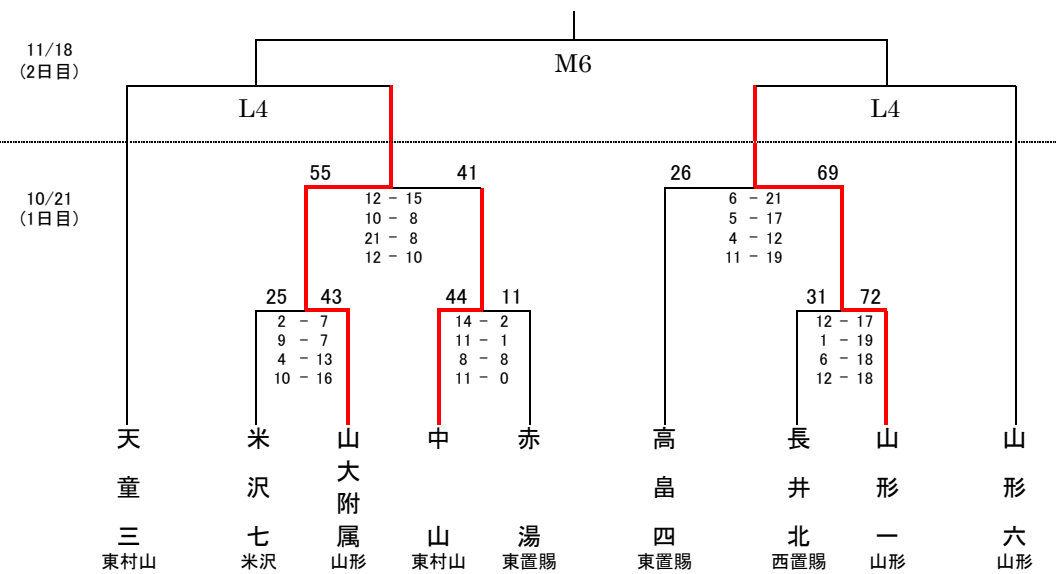 11/18
(2日目)
M6
L4
L4
10/21
(1日目)
55 41
12 - 15
10 - 8
21 - 8
12 - 10
26 69
6 - 21
5 - 17
4 - 12
11 - 19
25 43
2 - 7
9 - 7
4 - 13
10 - 16
44 11
14 - 2
11 - 1
8 - 8
11 - 0
31 72
12 - 17
1 - 19
6 - 18
12 - 18
天童三
東村山
米沢七
米沢
山大附属
山形
中山
東村山
赤湯
東置賜
高畠四
東置賜
長井北
西置賜
山形一
山形
山形六
山形